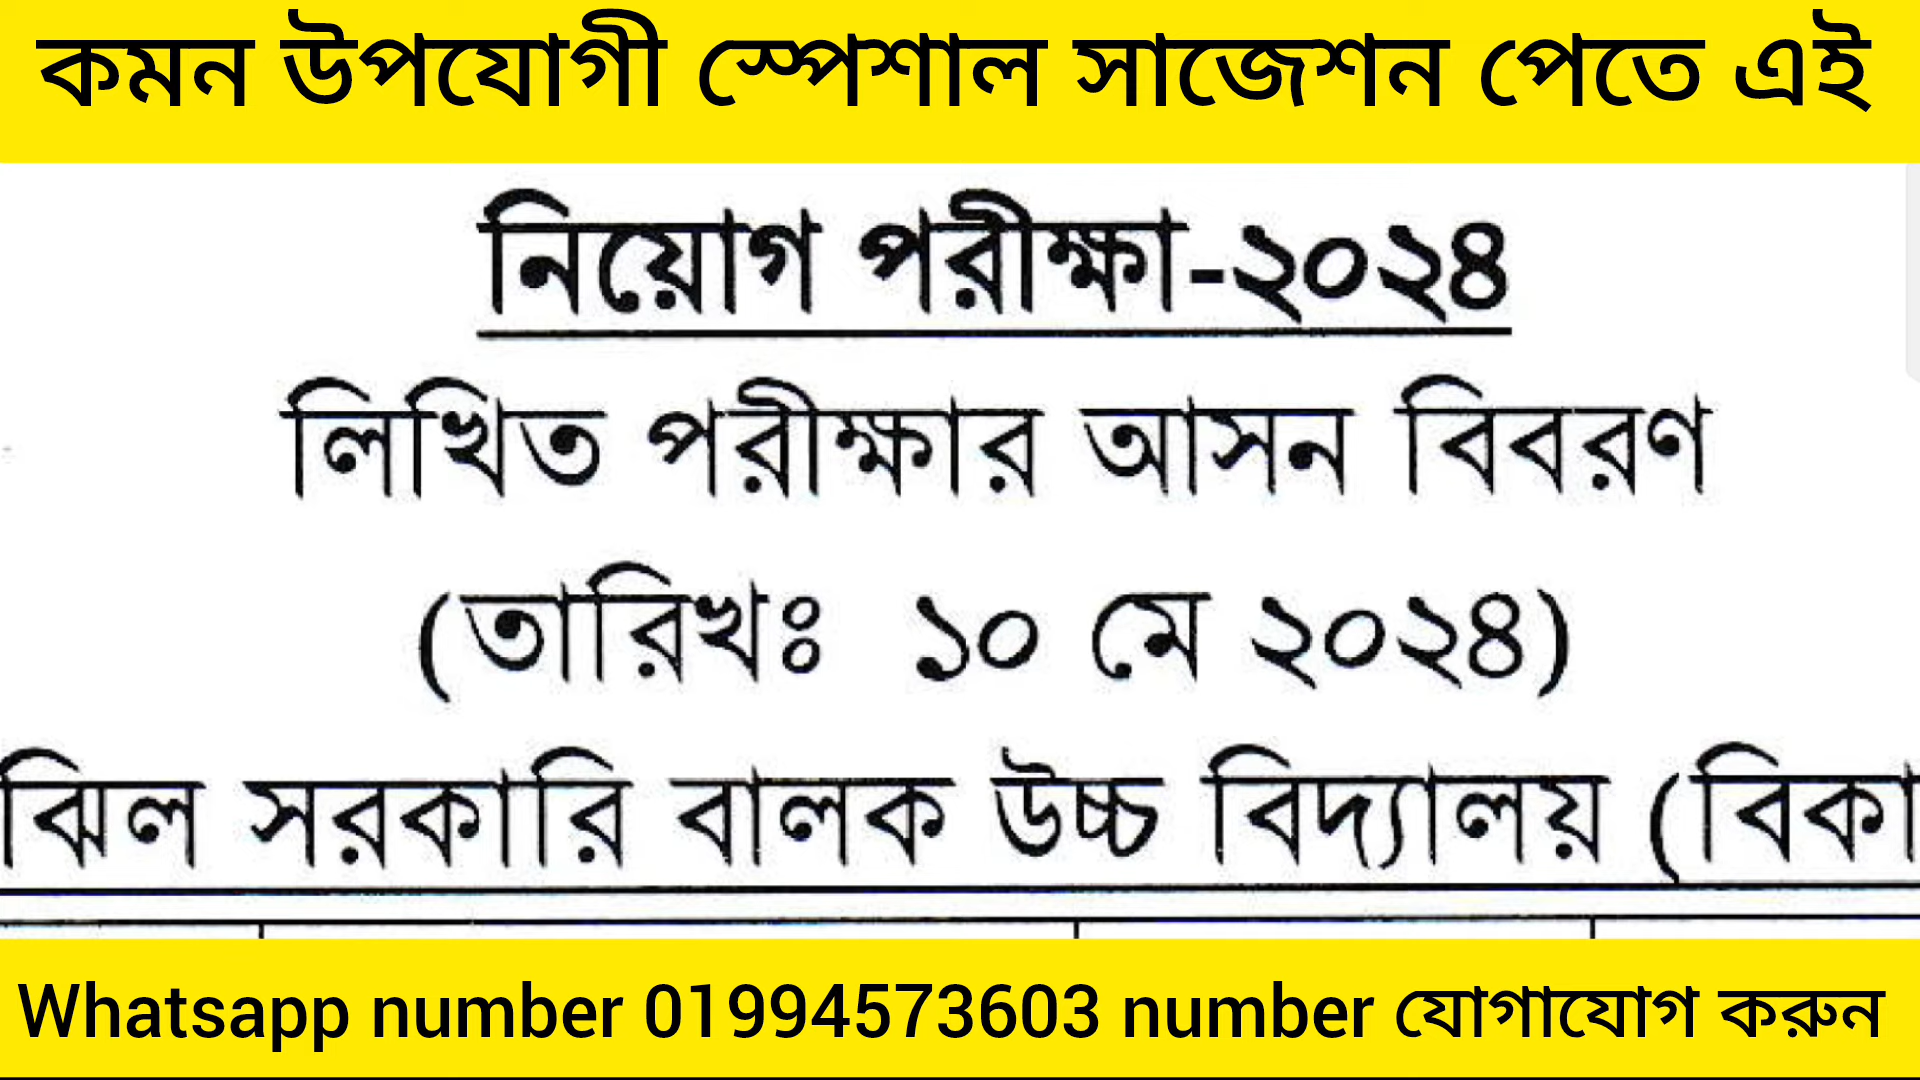 কমন উপযোগী স্পেশাল সাজেশন পেতে এই
নিয়োগ পরীক্ষা-২০২৪
লিখিত পরীক্ষার আসন বিবরণ
(তারিখঃ ১০ মে ২০২৪)
ঝিল সরকারি বালক উচ্চ বিদ্যালয় (বিকা
Whatsapp number 01994573603 number যোগাযোগ করুন